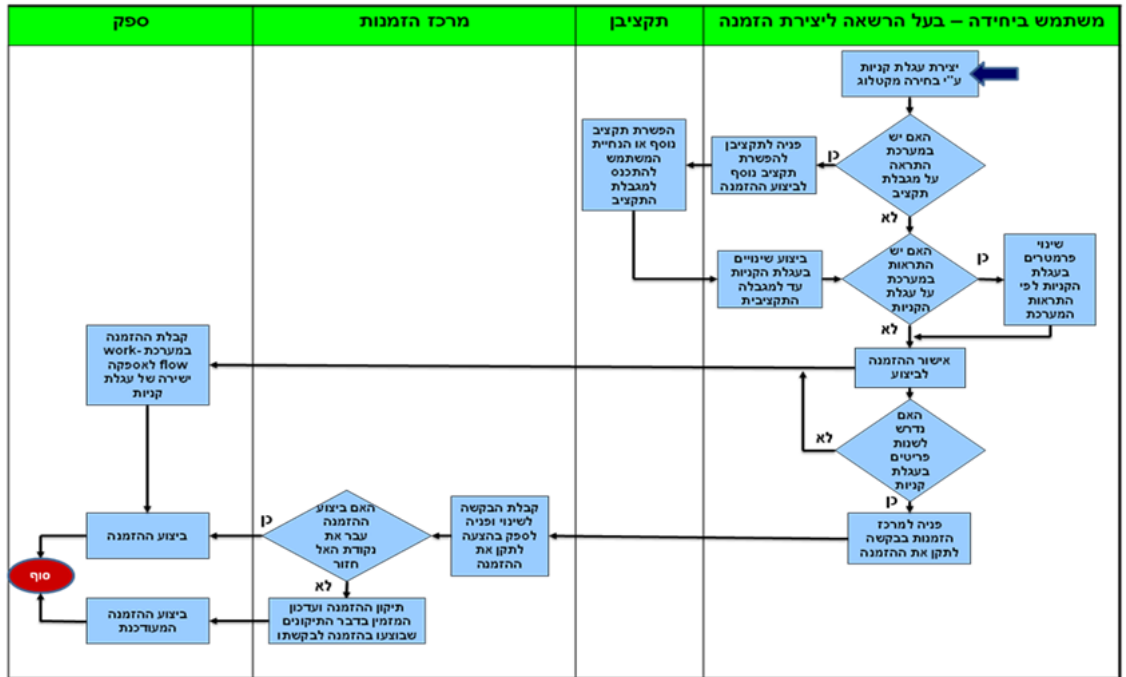 משתמש ביחידה – בעל הרשאה ליצירת הזמנה
תקציבן
מרכז הזמנות
ספק
יצירת עגלת קניות
ע"י בחירה מקטלוג
האם יש
במערכת
התראה
על מגבלת
תקציב
כן
לא
פניה לתקציבן
להפשרת
תקציב נוסף
לביצוע ההזמנה
הפשרת תקציב
נוסף או הנחיית
המשתמש
להתכנס
למגבלת
התקציב
ביצוע שינויים
בעגלת הקניות
עד למגבלה
התקציבית
האם יש
התראות
במערכת
על עגלת
הקניות
כן
לא
שינוי
פרמטרים
בעגלת
הקניות לפי
התראות
המערכת
אישור ההזמנה
לביצוע
קבלת ההזמנה
במערכת work-
flow לאספקה
ישירה של עגלת
קניות
האם
נדרש
לשנות
פריטים
בעגלת
קניות
לא
כן
פניה למרכז
הזמנות בבקשה
לתקן את ההזמנה
קבלת הבקשה
לשינוי ופניה
לספק בהצעה
לתקן את
ההזמנה
האם ביצוע
ההזמנה
עבר את
נקודת האל
חזור
כן
לא
ביצוע ההזמנה
תיקון ההזמנה ועדכון
המזמין בדבר התיקונים
שבוצעו בהזמנה לבקשתו
ביצוע ההזמנה
המעודכנת
סוף